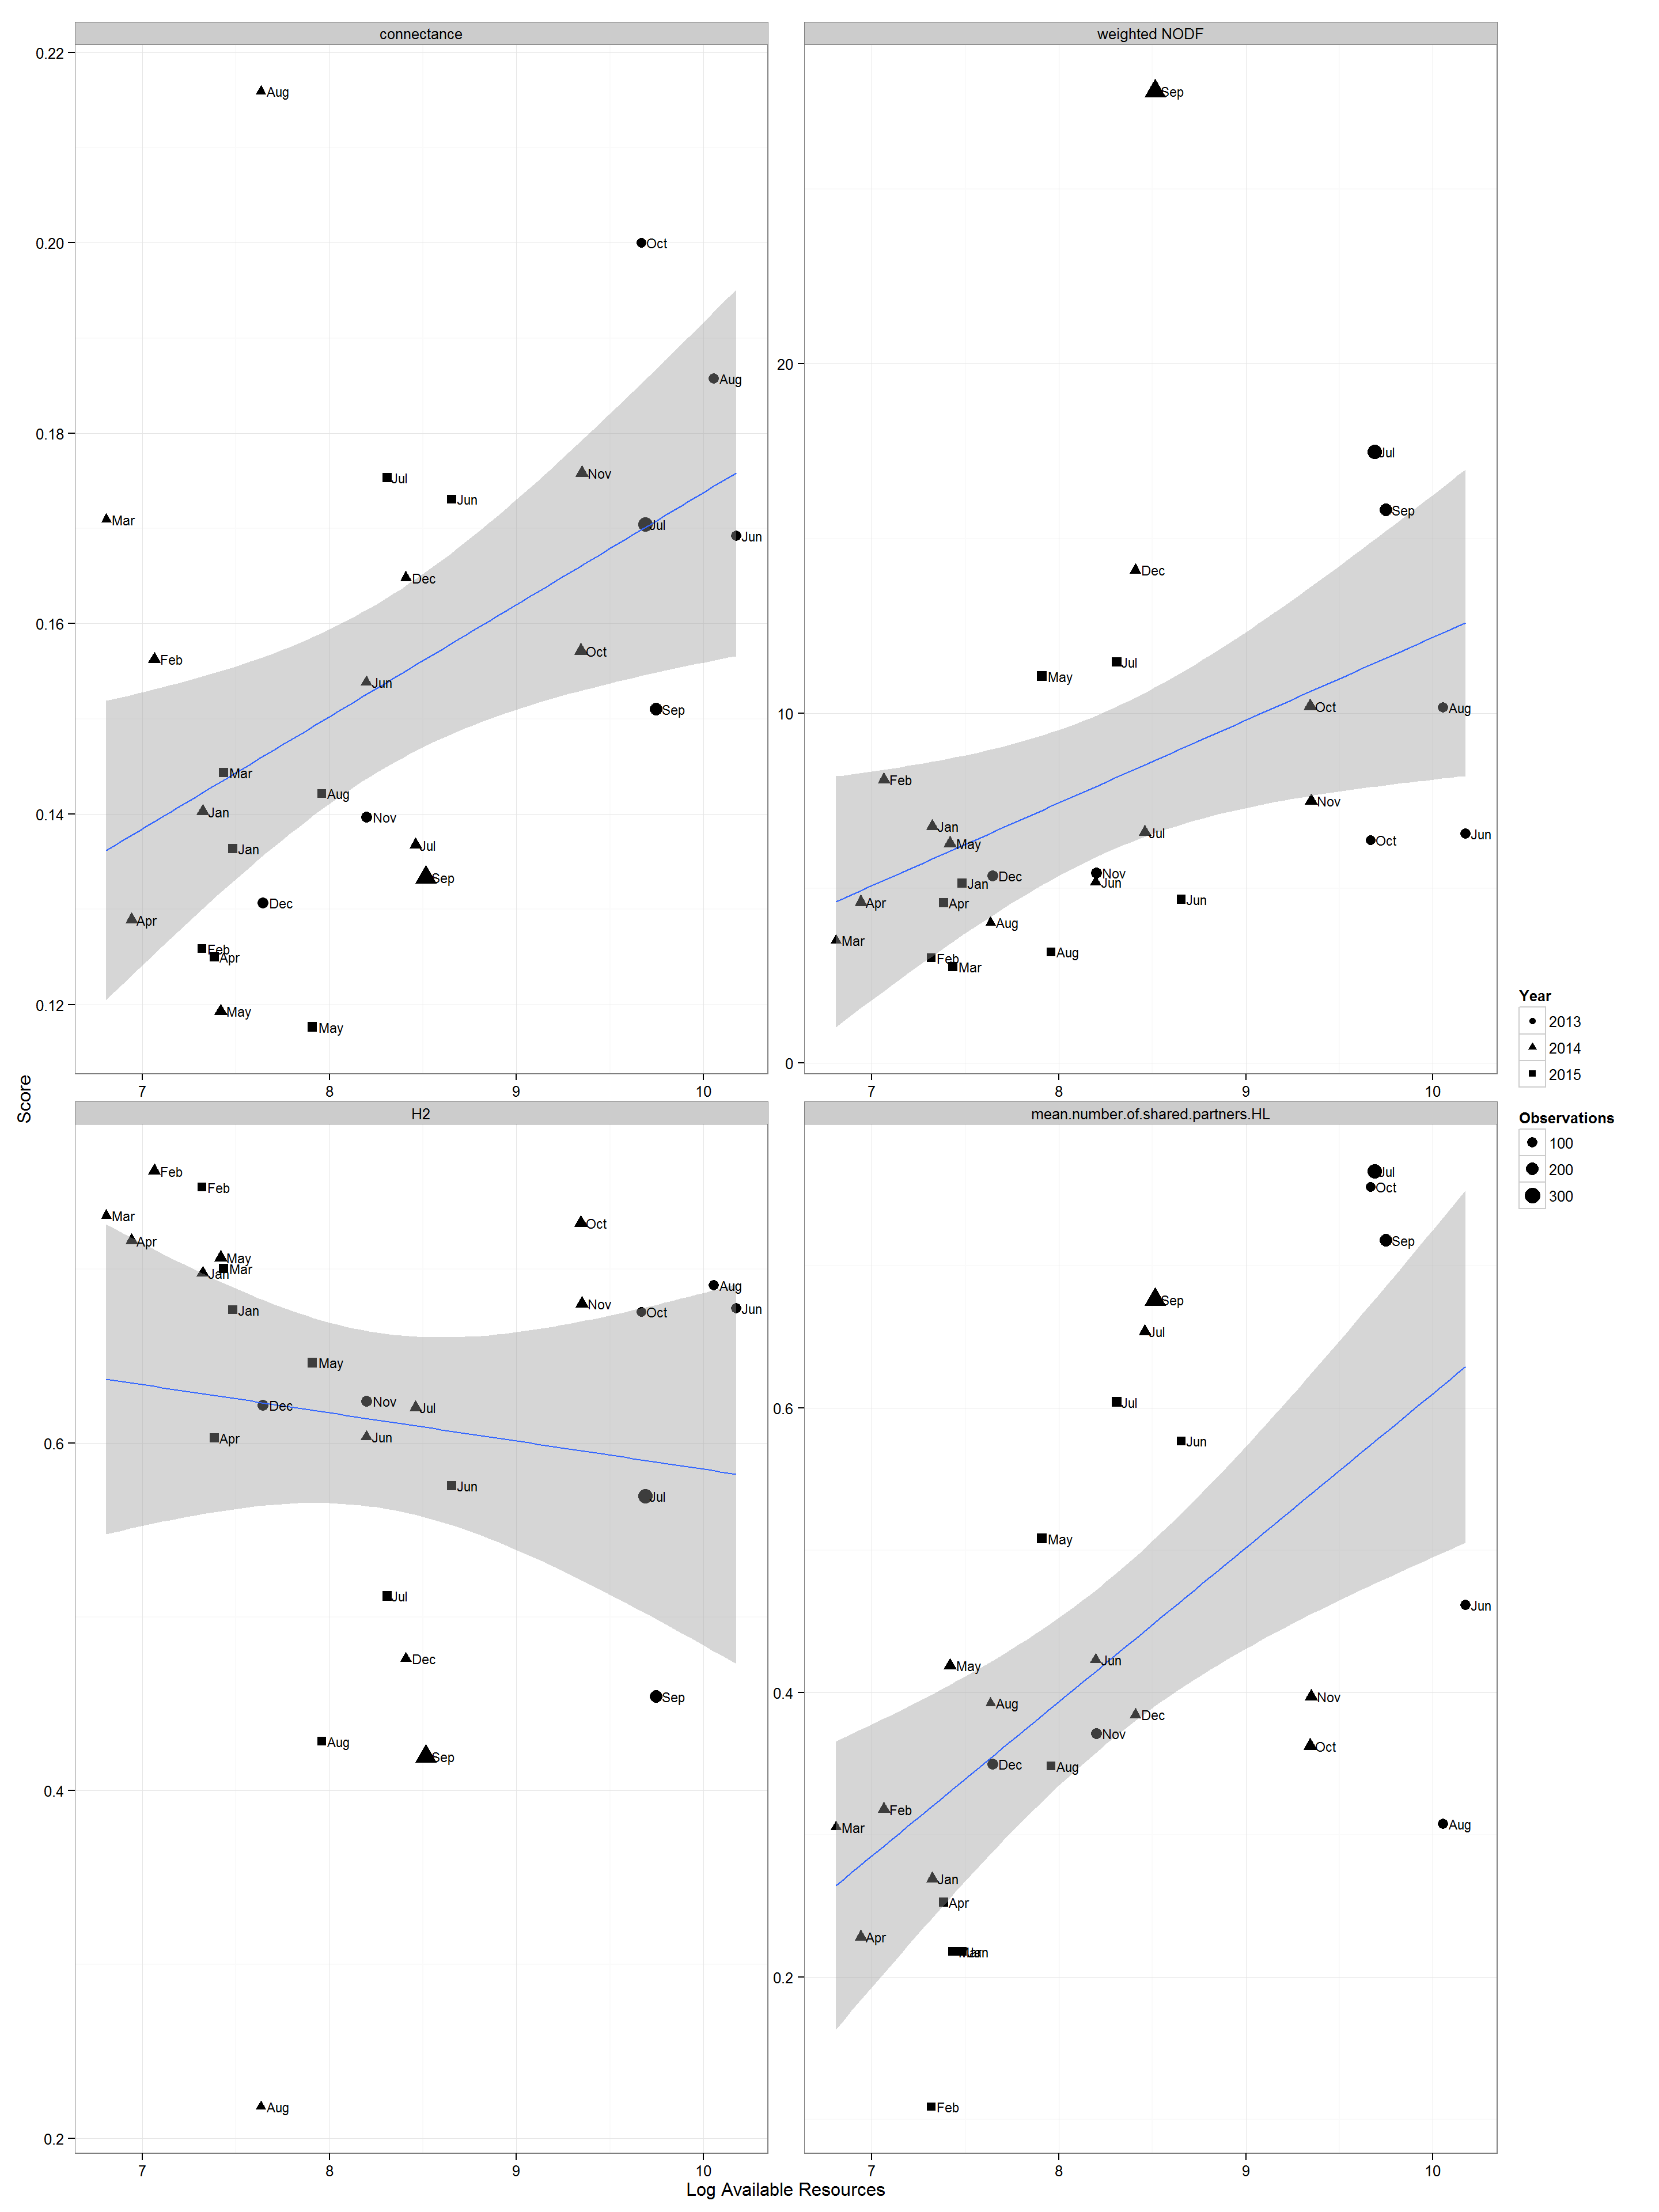 connectance
0.22
0.20
0.18
0.16
0.14
0.12
Aug
Oct
Aug
Nov
Jul
Jun
Mar
Jul
Jun
Dec
Feb
Oct
Jun
Sep
Mar
Jan
Aug
Nov
Jan
Jul
Sep
Dec
Apr
Feb
Apr
May
May
7 8 9 10
weighted NODF
20
10
0
Sep
Jul
Sep
Dec
Jul
May
Oct
Aug
Feb
Nov
Jan
May
Jul
Jun
Oct
Dec
Nov
Jan
Jun
Apr
Apr
Jun
Aug
Mar
Aug
Feb
Mar
7 8 9 10
Score
H2
0.6
0.4
0.2
Feb
Feb
Mar
Oct
Apr
May
Mar
Jan
Aug
Nov
Jan
Oct
Jun
May
Dec
Nov
Jul
Apr
Jun
Jun
Jul
Jul
Dec
Sep
Aug
Sep
Aug
7 8 9 10
mean.number.of.shared.partners.HL
0.6
0.4
0.2
Jul
Oct
Sep
Sep
Jul
Jul
Jun
May
Jun
May
Jun
Aug
Nov
Dec
Nov
Oct
Dec
Aug
Feb
Mar
Aug
Jan
Apr
Apr
Mar
Jan
Feb
7 8 9 10
Log Available Resources
Year
2013
2014
2015
Observations
100
200
300